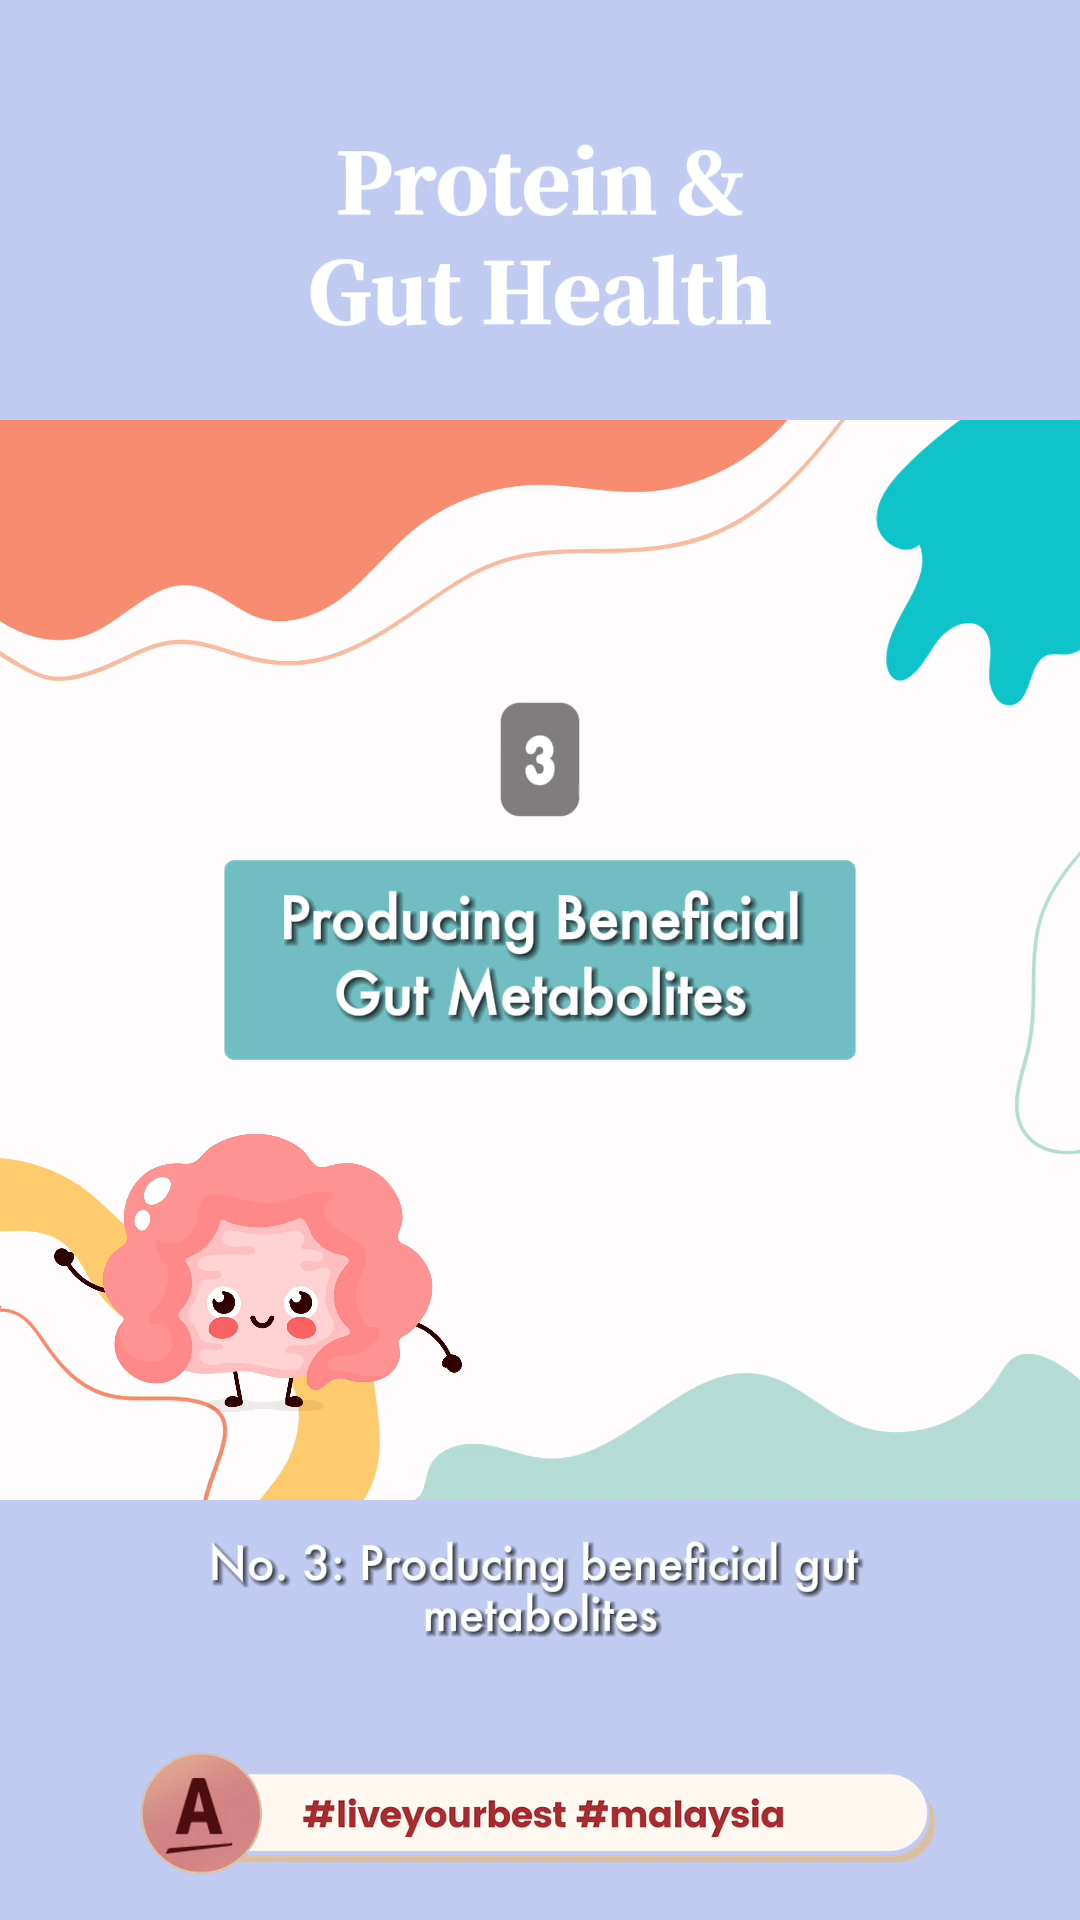 Protein &
Gut Health
3
Producing Beneficial
Gut Metabolites
No. 3: Producing beneficial gut
metabolites
A
#liveyourbest #malaysia